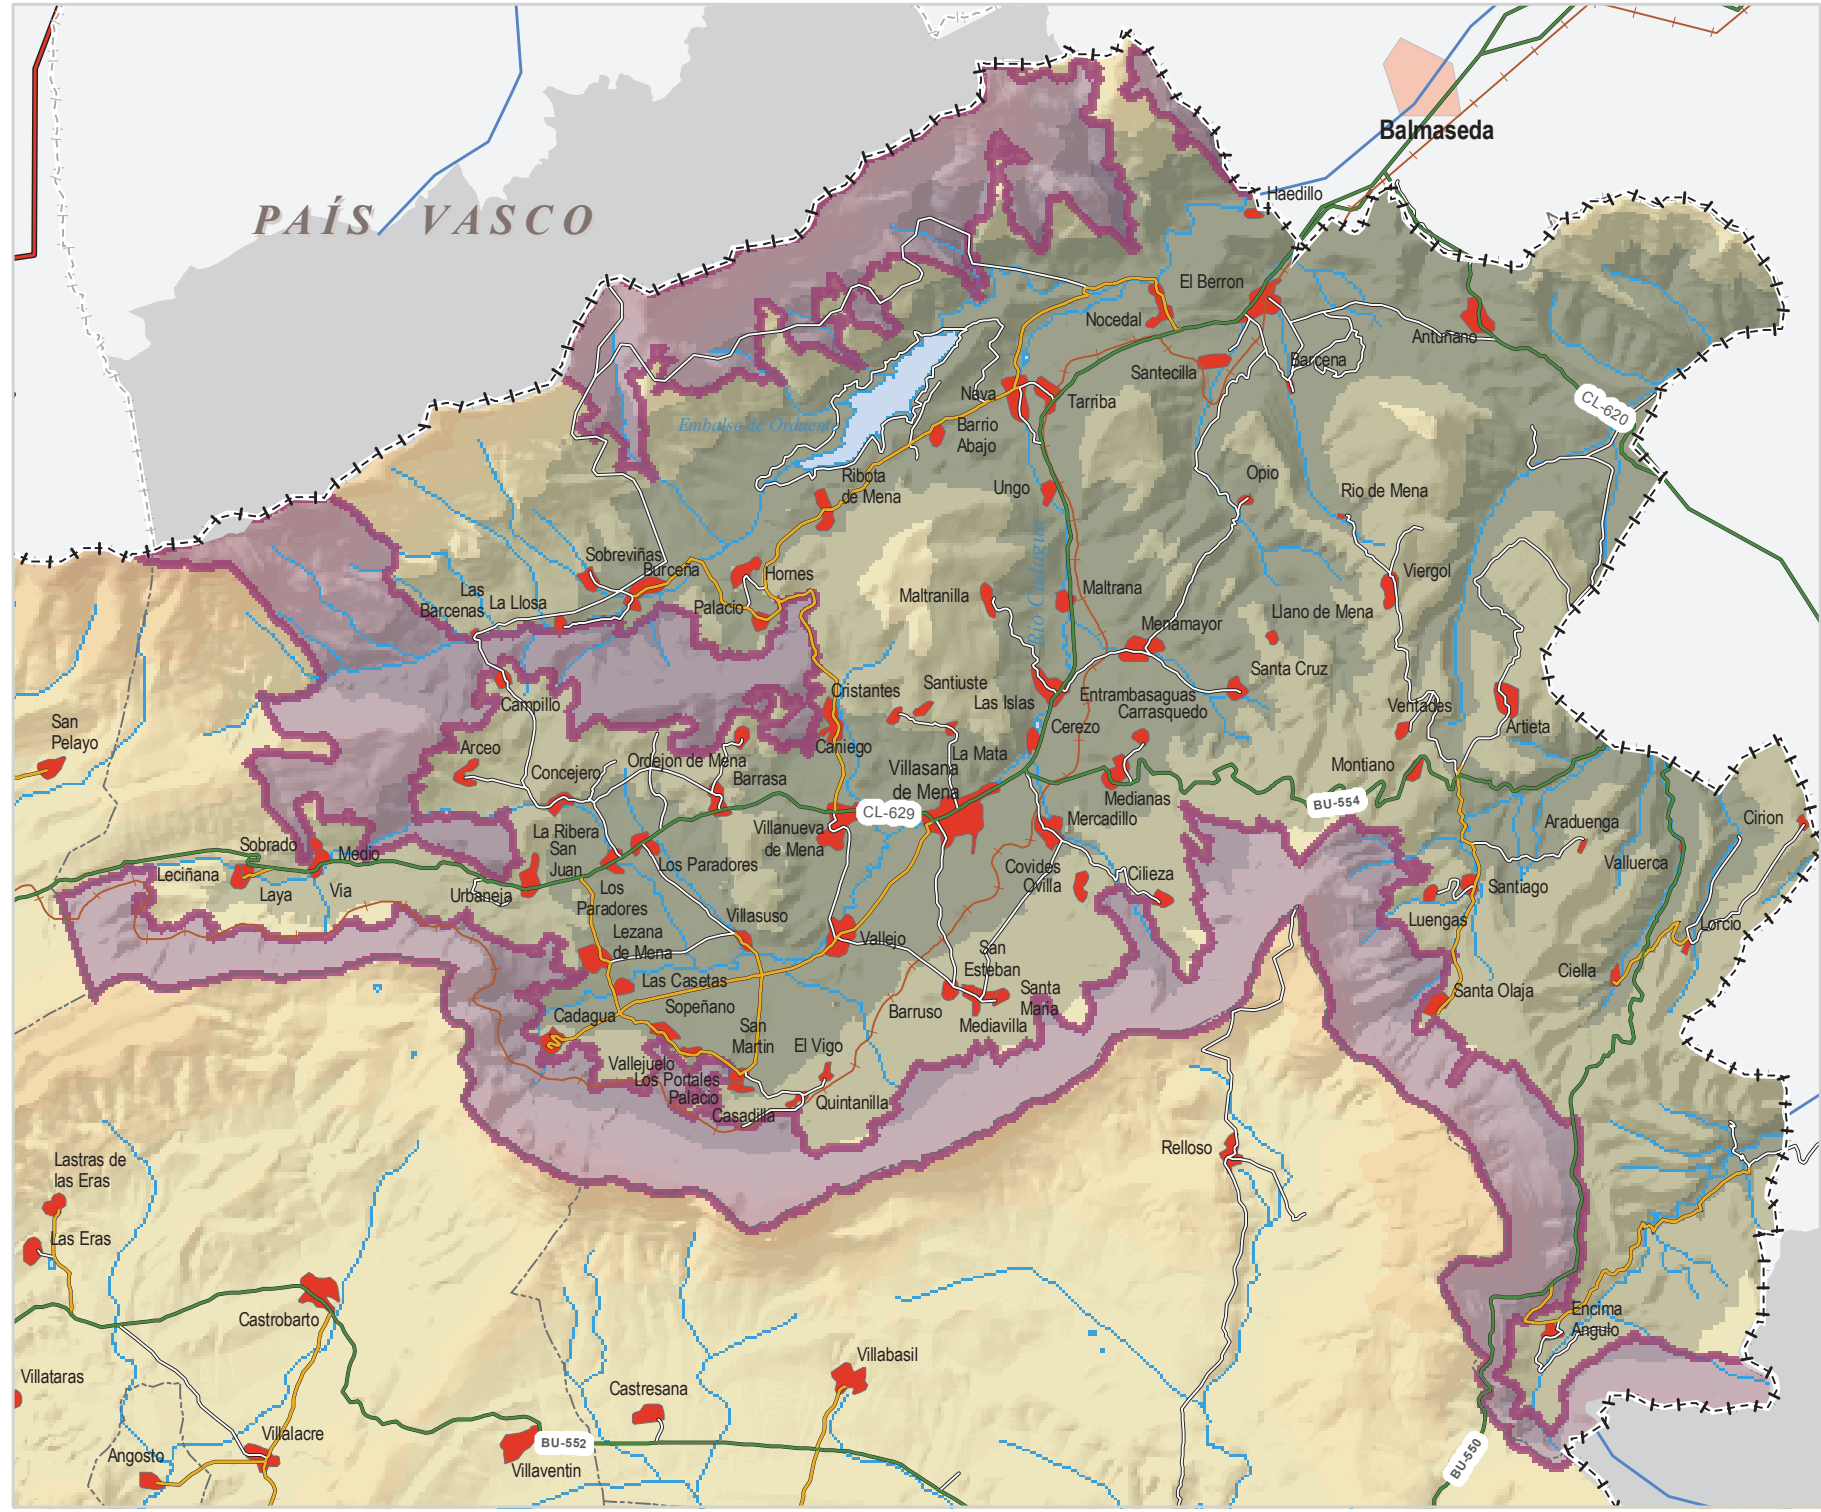 Balmaseda
Haedillo
PAÍS VASCO
El Berron
Nocedal
Antuñano
Barcena
Santecilla
Nava
Tarriba
CL-620
Embalse de Ordunte
Barrio
Abajo
Ribota
de Mena
Opio
Ungo
Rio de Mena
Rio Cadagua
Sobreviñas
Burceña
Hornes
Viergol
Las
Barcenas
La Llosa
Palacio
Maltranilla
Maltrana
Llano de Mena
Menamayor
Santa Cruz
Campillo
Cristantes
Santiuste
Las Islas
Entrambasaguas
Carrasquedo
Ventades
Artieta
San
Pelayo
Arceo
Concejero
Ordejon de Mena
Barrasa
Caniego
La Mata
Cerezo
Villasana
de Mena
Montiano
Medianas
BU-554
CL-629
Mercadillo
Araduenga
Cirion
Villanueva
de Mena
La Ribera
San
Juan
Los Paradores
Sobrado
Medio
Leciñana
Laya
Via
Urbaneja
Covides
Ovilla
Cilieza
Valluerca
Santiago
Luengas
Los
Paradores
Villasuso
Lezana
de Mena
Vallejo
Lorcio
San
Esteban
Ciella
Las Casetas
Santa
Maria
Santa Olaja
Cadagua
Sopeñano
Barruso
Mediavilla
San
Martin
El Vigo
Vallejuelo
Los Portales
Palacio
Casadilla
Quintanilla
Relloso
Lastras de
las Eras
Las Eras
Castrobarto
Encima
Angulo
Villataras
Villabasil
Castresana
Villalacre
Angosto
BU-552
Villaventin
BU-550